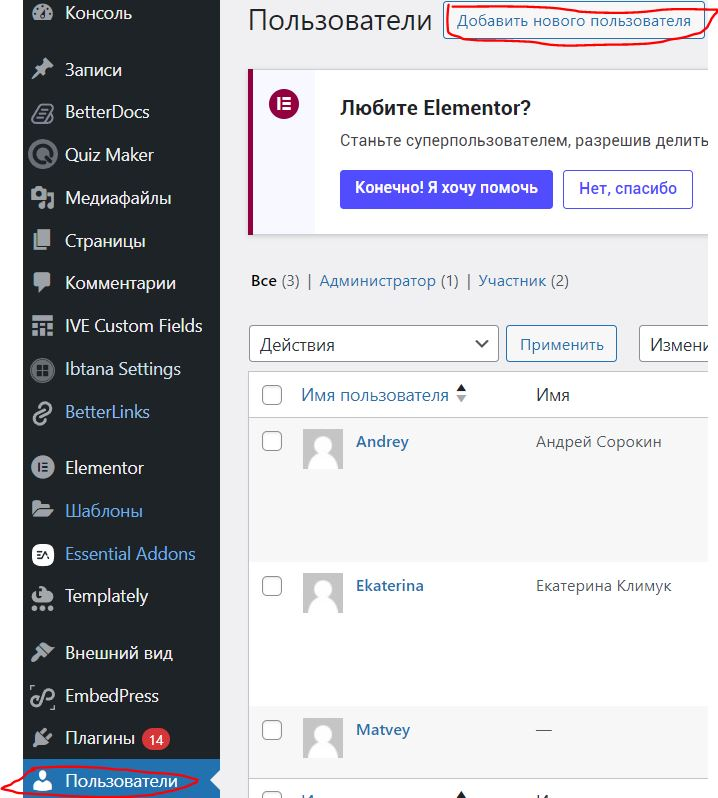 Консоль
Записи
BetterDocs
Quiz Maker
Медиафайлы
Страницы
Комментарии
IVE Custom Fields
Ibtana Settings
BetterLinks
Elementor
Шаблоны
Essential Addons
Templately
Внешний вид
EmbedPress
Плагины 14
Пользователи
Пользователи Добавить нового пользователя
Любите Elementor?
Станьте суперпользователем, разрешив делить
Конечно! Я хочу помочь Нет, спасибо
Все (3) | Администратор (1) | Участник (2)
Действия Применить Измени
Имя пользователя Имя
Andrey Андрей Сорокин
Ekaterina Екатерина Климук
Matvey —